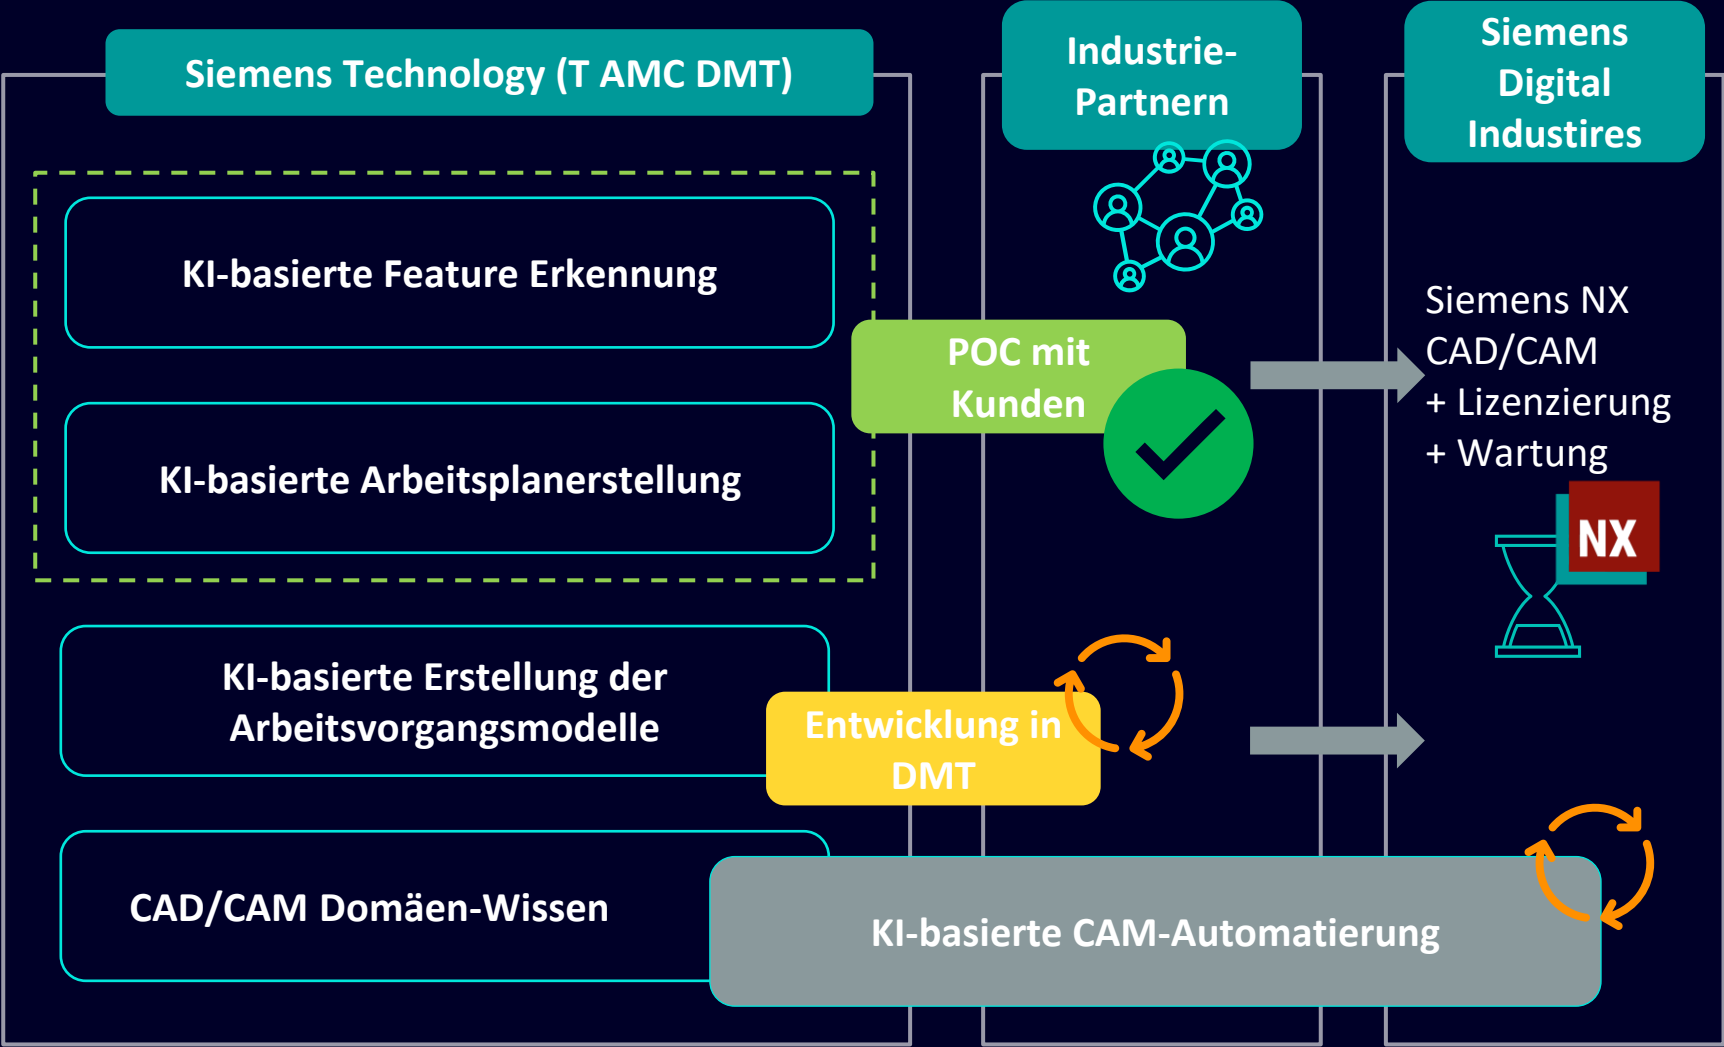 Siemens Technology (T AMC DMT)
Industrie-
Partnern
Siemens
Digital
Industires
KI-basierte Feature Erkennung
KI-basierte Arbeitsplanerstellung
POC mit
Kunden
Siemens NX
CAD/CAM
+ Lizenzierung
+ Wartung
NX
KI-basierte Erstellung der
Arbeitsvorgangsmodelle
Entwicklung in
DMT
CAD/CAM Domäen-Wissen
KI-basierte CAM-Automatierung